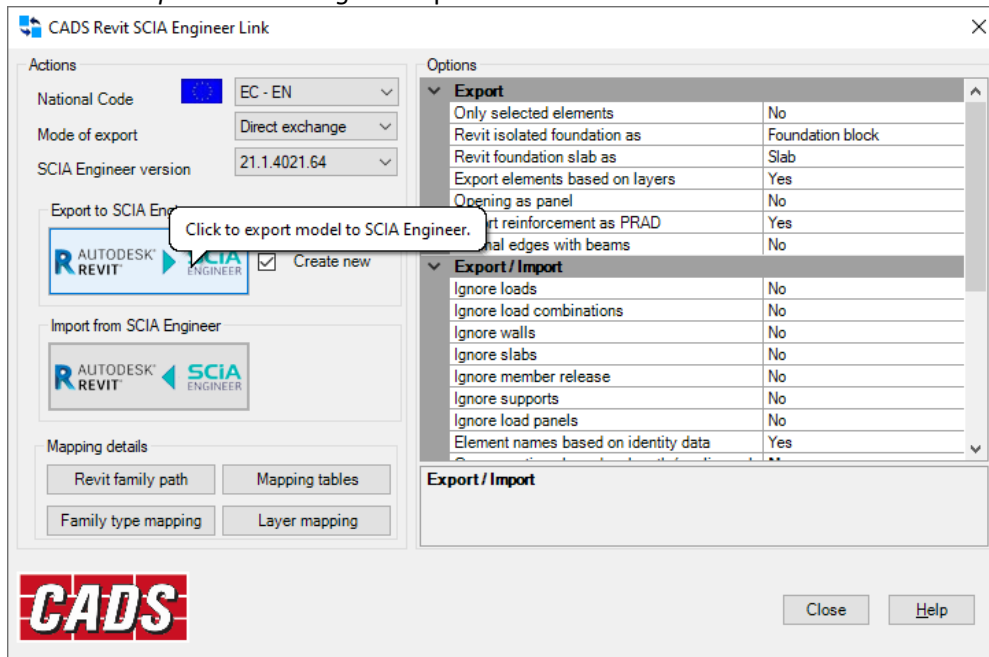 CADS Revit SCIA Engineer Link
Actions
National Code
EC - EN
Mode of export
Direct exchange
SCIA Engineer version
21.1.4021.64
Export to SCIA
Click to export model to SCIA Engineer.
AUTODESK REVIT
SCiA ENGINEER
Create new
Import from SCIA Engineer
AUTODESK REVIT
SCiA ENGINEER
Mapping details
Revit family path
Mapping tables
Family type mapping
Layer mapping
Options
Export
Only selected elements No
Revit isolated foundation as Foundation block
Revit foundation slab as Slab
Export elements based on layers Yes
Opening as panel No
reinforcement as PRAD Yes
edges with beams No
Export / Import
Ignore loads No
Ignore load combinations No
Ignore walls No
Ignore slabs No
Ignore member release No
Ignore supports No
Ignore load panels No
Element names based on identity data Yes
Export / Import
CADS
Close
Help